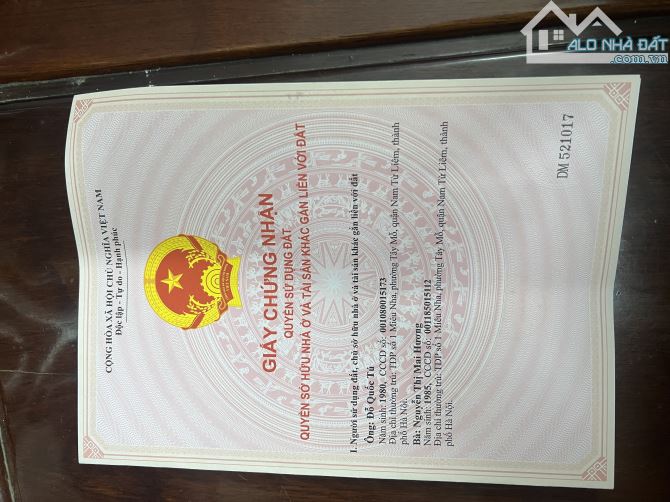 CỘNG HÒA XÃ HỘI CHỦ NGHĨA VIỆT NAM
Độc lập - Tự do - Hạnh phúc
GIẤY CHỨNG NHẬN
QUYỀN SỬ DỤNG ĐẤT
QUYỀN SỞ HỮU NHÀ Ở VÀ TÀI SẢN KHÁC GẮN LIỀN VỚI ĐẤT
I. Người sử dụng đất, chủ sở hữu nhà ở và tài sản khác gắn liền với đất
Ông: Đỗ Quốc Tú
Năm sinh: 1980, CCCD số: 001080015173
Địa chỉ thường trú: TDP số 1 Miêu Nha, phường Tây Mỗ, quận Nam Từ Liêm, thành
phố Hà Nội.
Bà: Nguyễn Thị Mai Hương
Năm sinh: 1985, CCCD số: 001185015112
Địa chỉ thường trú: TDP số 1 Miêu Nha, phường Tây Mỗ, quận Nam Từ Liêm, thành
phố Hà Nội.
DM 521017
ALO NHÀ ĐẤT
.com.vn